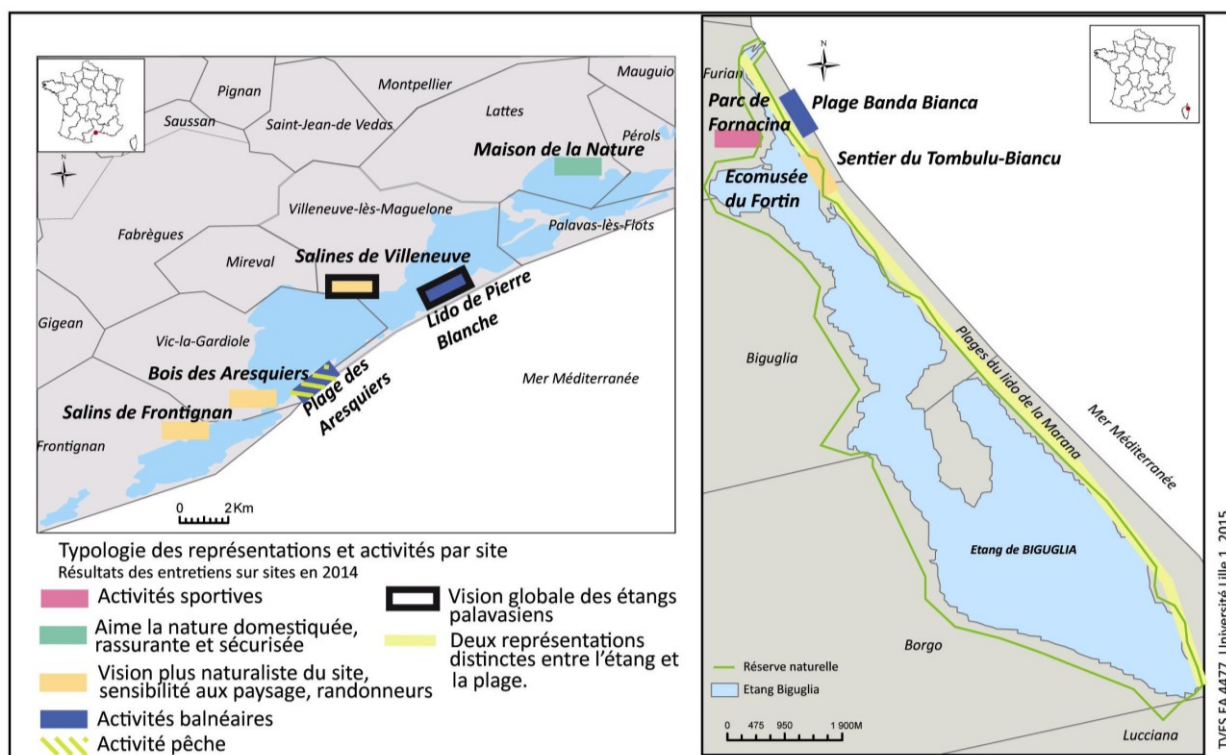 N
Pignan
Saussan
Montpellier
Saint-Jean de Vedas
Lattes
Mauguio
Pérols
Maison de la Nature
Villeneuve-lès-Maguelone
Palavas-lès-Flots
Fabrègues
Mireval
Salines de Villeneuve
Lido de Pierre
Blanche
Gigean
Vic-la-Gardiole
Bois des Aresquiers
Plage des
Aresquiers
Mer Méditerranée
Salins de Frontignan
Frontignan
0 2 Km
Typologie des représentations et activités par site
Résultats des entretiens sur sites en 2014
Activités sportives
Aime la nature domestiquée,
rassurante et sécurisée
Vision plus naturaliste du site,
sensibilité aux paysage, randonneurs
Activités balnéaires
Activité pêche
Vision globale des étangs
palavasiens
Deux représentations
distinctes entre l'étang et
la plage.
N
Furian
Parc de
Fornacina
Plage Banda Bianca
Sentier du Tombulu-Biancu
Ecomusée
du Fortin
Biguglia
Plages du lido de la Marana
Mer Méditerranée
Etang de BIGUGLIA
Borgo
Réserve naturelle
Etang Biguglia
0 475 950 1 900M
Lucciana
TVES EA 4477, Université Lille 1, 2015